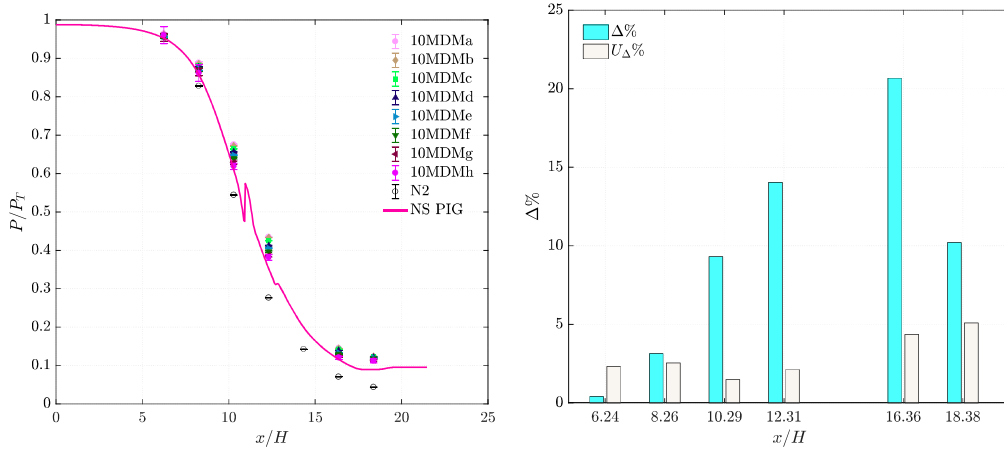 1
0.9
0.8
0.7
0.6
0.5
0.4
0.3
0.2
0.1
0
P/P_T
0 5 10 15 20 25
x/H
10MDMa
10MDMb
10MDMc
10MDMd
10MDMe
10MDMf
10MDMg
10MDMh
N2
NS PIG
25
20
15
10
5
0
Δ%
Δ%
U_Δ%
6.24 8.26 10.29 12.31 16.36 18.38
x/H